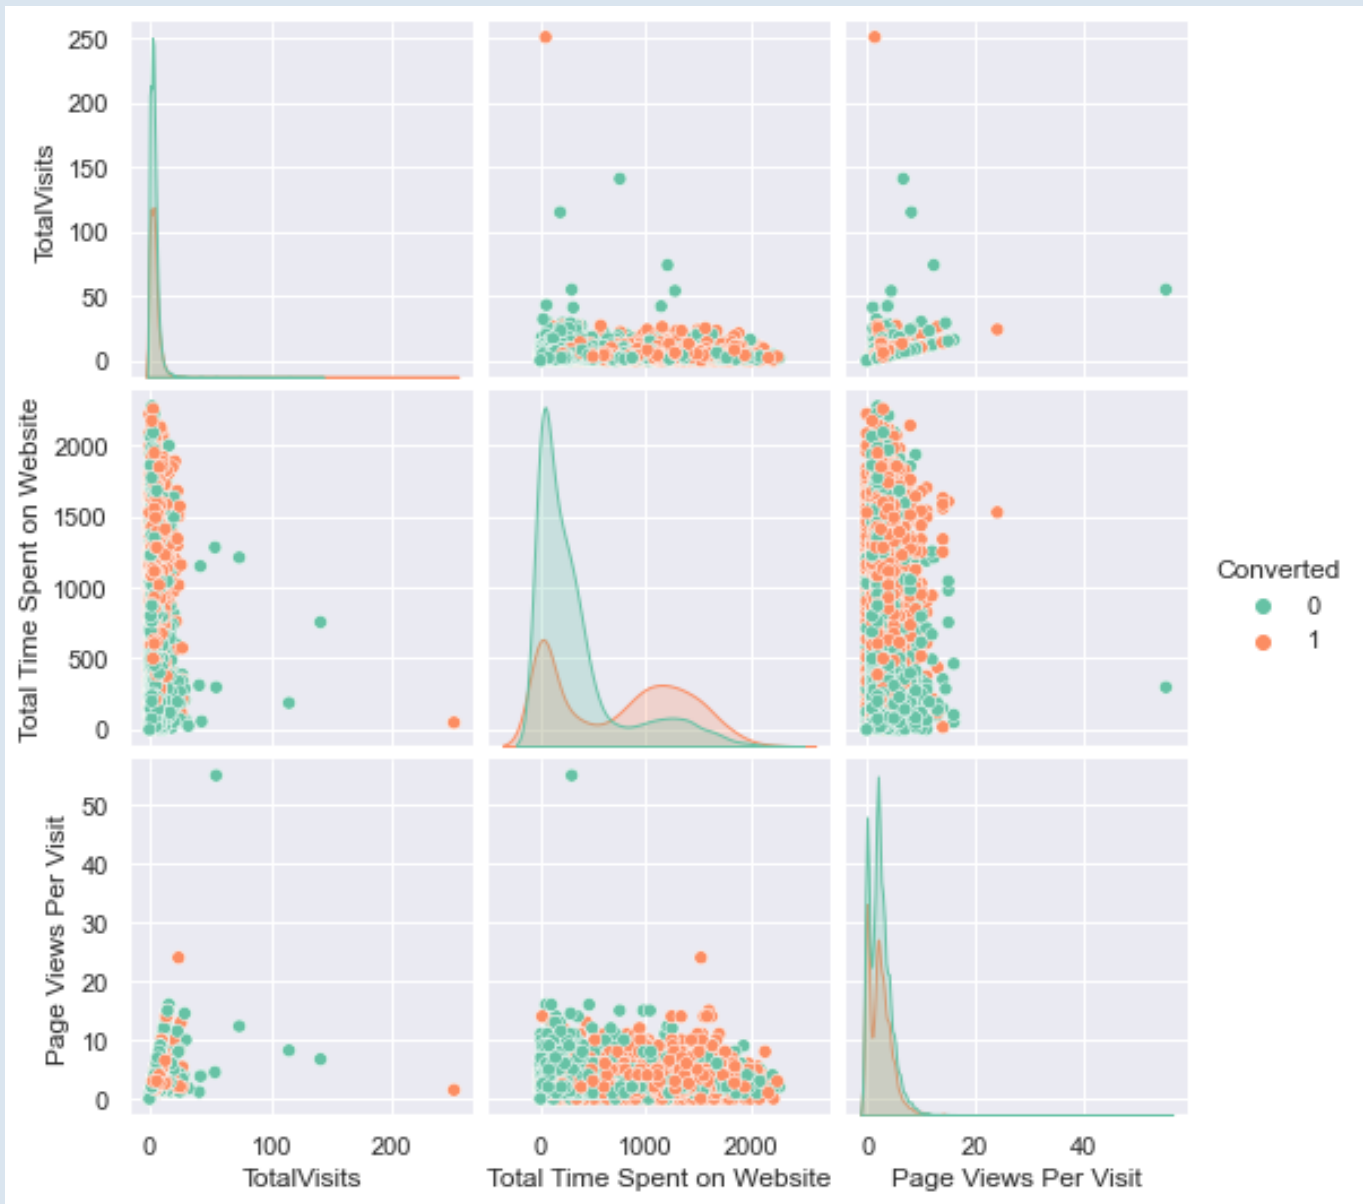 250
200
150
100
50
0
TotalVisits
2000
1500
1000
500
0
Total Time Spent on Website
Converted
0
1
50
40
30
20
10
0
Page Views Per Visit
0 100 200
0 1000 2000
0 20 40
TotalVisits
Total Time Spent on Website
Page Views Per Visit